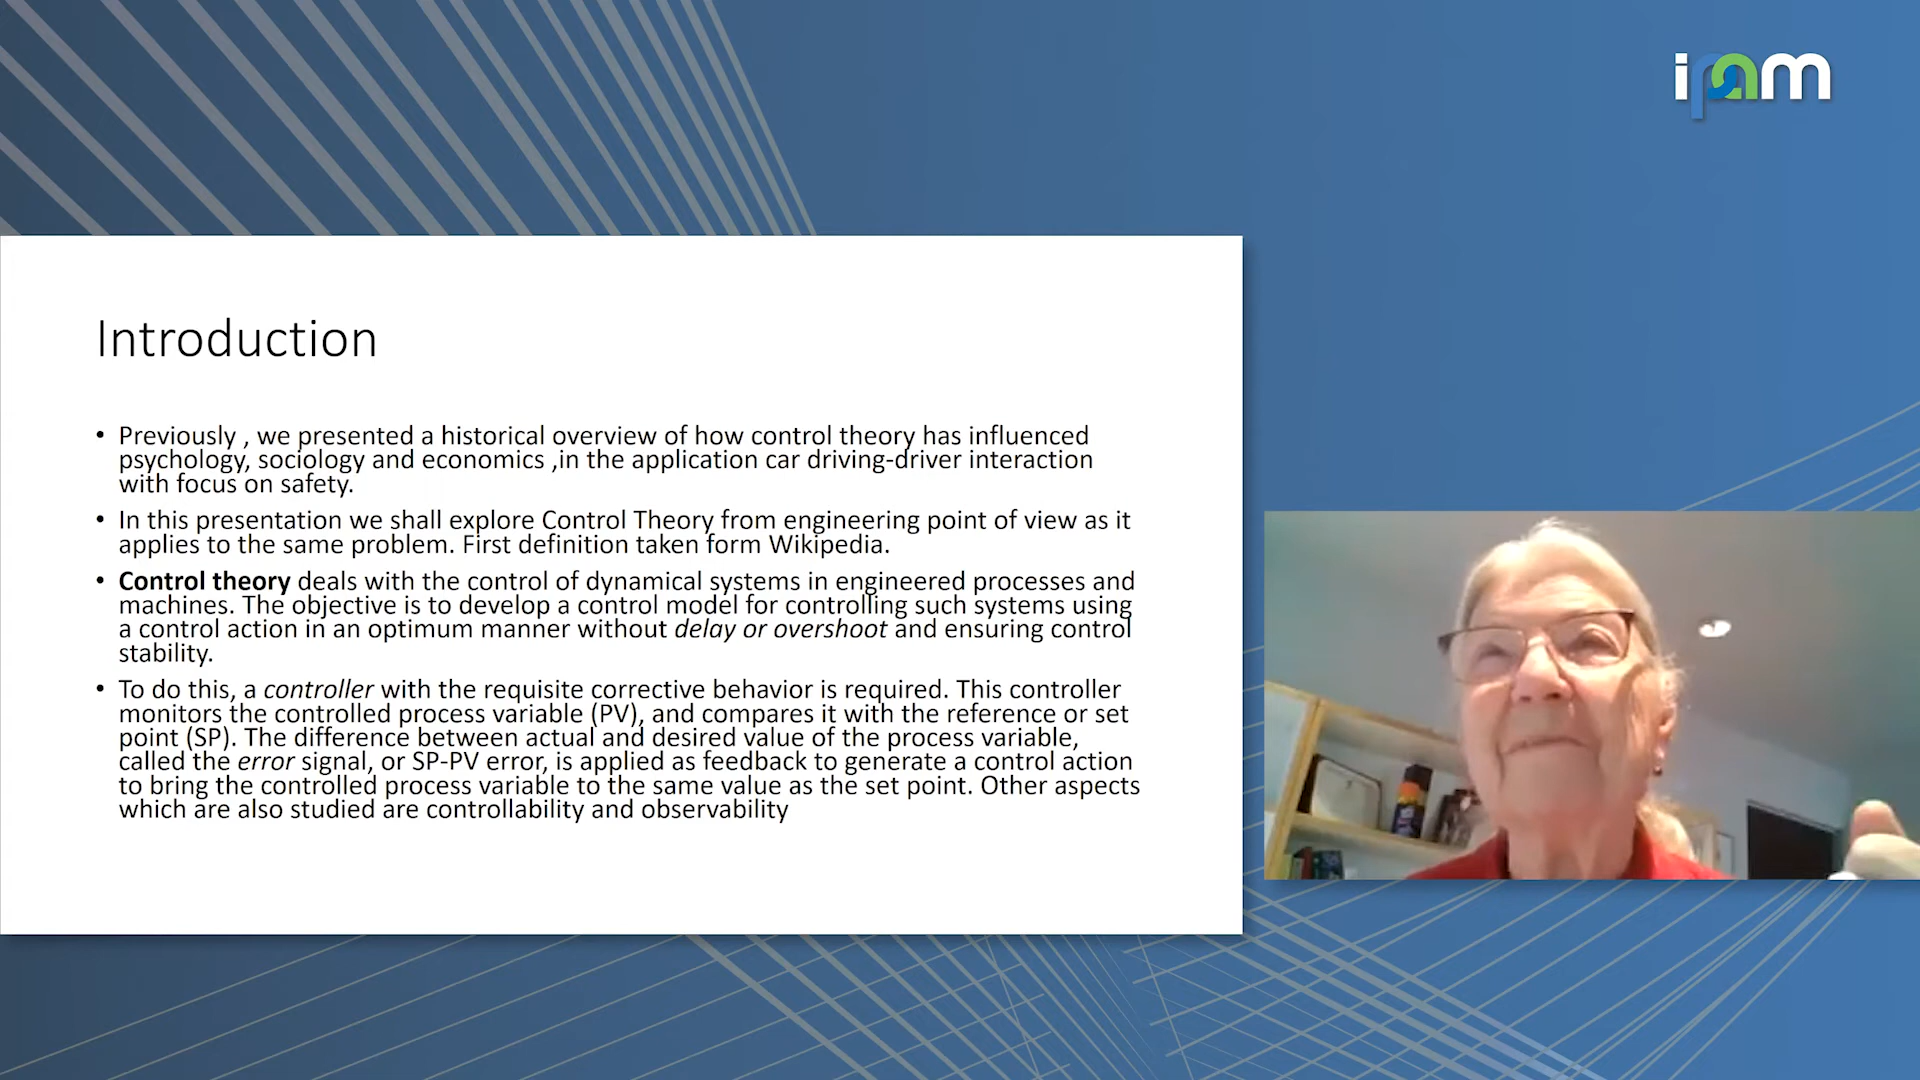 ipam
Introduction
• Previously , we presented a historical overview of how control theory has influenced
psychology, sociology and economics ,in the application car driving-driver interaction
with focus on safety.
• In this presentation we shall explore Control Theory from engineering point of view as it
applies to the same problem. First definition taken form Wikipedia.
• Control theory deals with the control of dynamical systems in engineered processes and
machines. The objective is to develop a control model for controlling such systems using
a control action in an optimum manner without delay or overshoot and ensuring control
stability.
• To do this, a controller with the requisite corrective behavior is required. This controller
monitors the controlled process variable (PV), and compares it with the reference or set
point (SP). The difference between actual and desired value of the process variable,
called the error signal, or SP-PV error, is applied as feedback to generate a control action
to bring the controlled process variable to the same value as the set point. Other aspects
which are also studied are controllability and observability